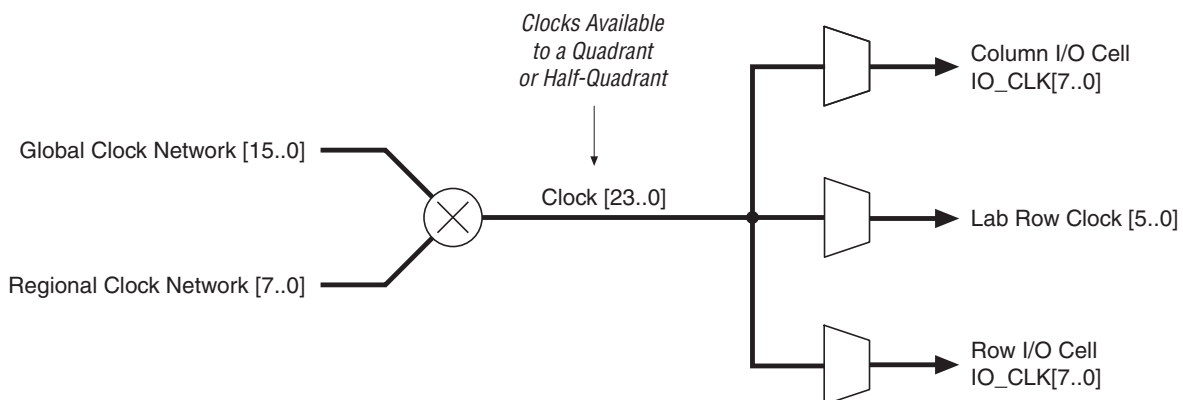 Clocks Available
to a Quadrant
or Half-Quadrant
Column I/O Cell
IO_CLK[7..0]
Global Clock Network [15..0]
Clock [23..0]
Lab Row Clock [5..0]
Regional Clock Network [7..0]
Row I/O Cell
IO_CLK[7..0]